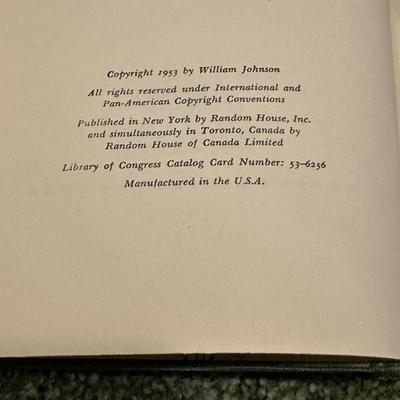 Copyright 1953 by William Johnson
All rights reserved under International and
Pan-American Copyright Conventions
Published in New York by Random House, Inc.
and simultaneously in Toronto, Canada by
Random House of Canada Limited
Library of Congress Catalog Card Number: 53–6256
Manufactured in the U.S.A.